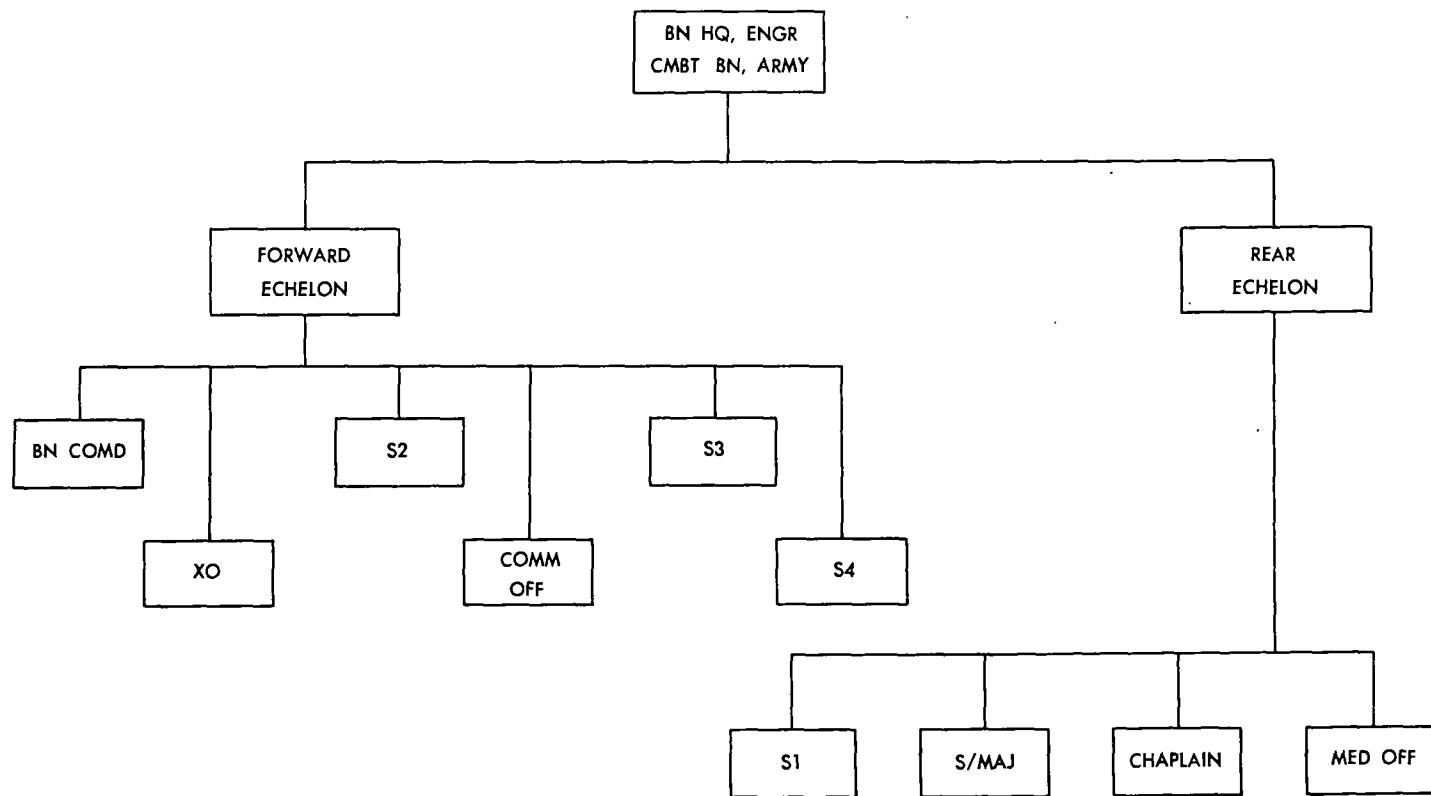 BN HQ, ENGR
CMBT BN, ARMY
FORWARD
ECHELON
REAR
ECHELON
BN COMD
S2
S3
XO
COMM
OFF
S4
S1
S/MAJ
CHAPLAIN
MED OFF